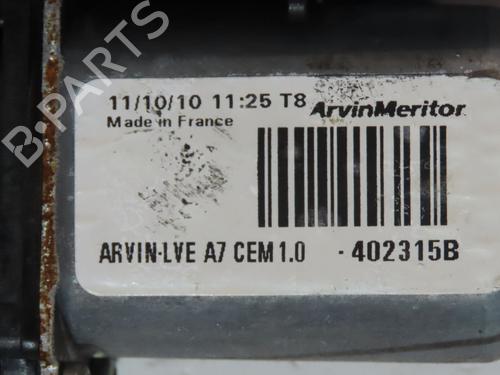 11/10/10 11:25 T8 ArvinMeritor
Made in France
ARVIN-LVE A7 CEM 1.0 - 402315B
B-PARTS